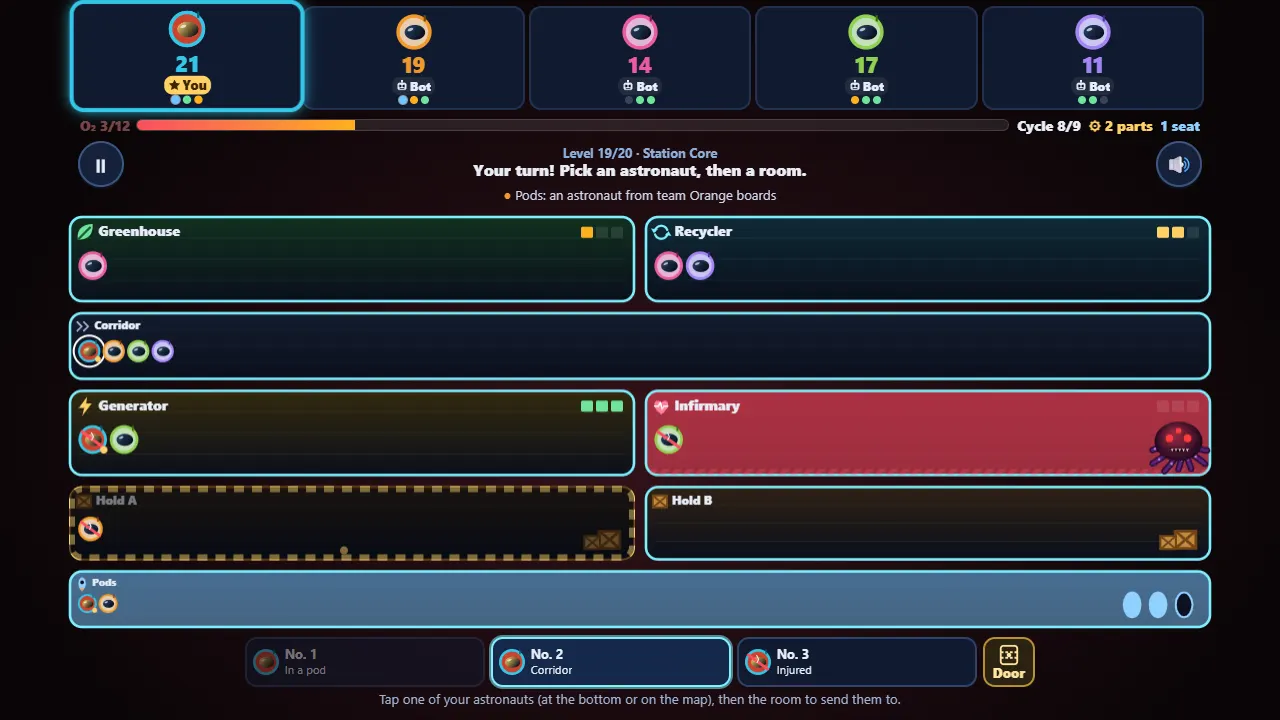 21
You
19
Bot
14
Bot
17
Bot
11
Bot
O₂ 3/12
Cycle 8/9 2 parts 1 seat
Level 19/20 · Station Core
Your turn! Pick an astronaut, then a room.
Pods: an astronaut from team Orange boards
Greenhouse
Recycler
Corridor
Generator
Infirmary
Hold A
Hold B
Pods
No. 1
In a pod
No. 2
Corridor
No. 3
Injured
Door
Tap one of your astronauts (at the bottom or on the map), then the room to send them to.